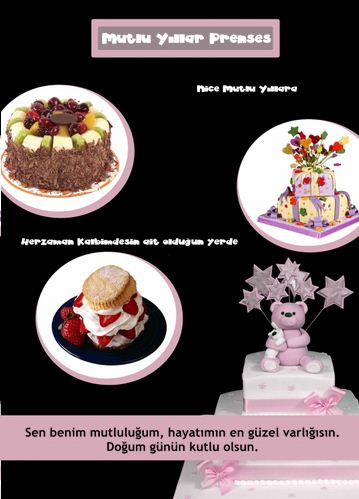 Mutlu Yıllar Prenses
Nice Mutlu Yıllara
Herzaman Kalbimdesin ait olduğun yerde
Sen benim mutluluğum, hayatımın en güzel varlığısın.
Doğum günün kutlu olsun.